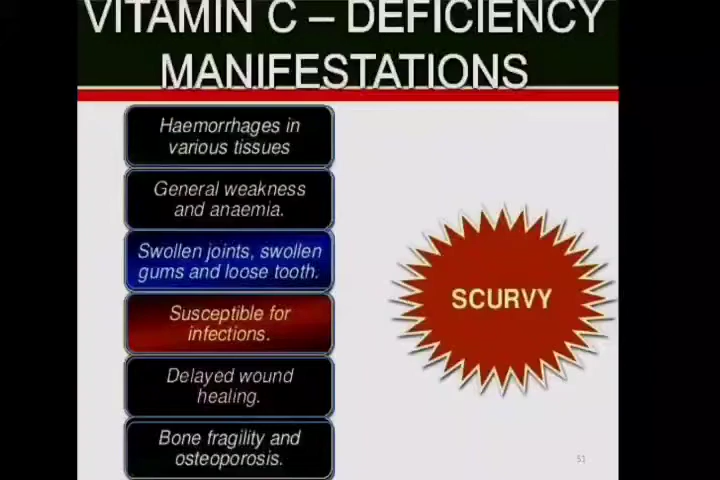 VITAMIN C – DEFICIENCY
MANIFESTATIONS
Haemorrhages in
various tissues
General weakness
and anaemia.
Swollen joints, swollen
gums and loose tooth.
Susceptible for
infections.
Delayed wound
healing.
Bone fragility and
osteoporosis.
SCURVY
51